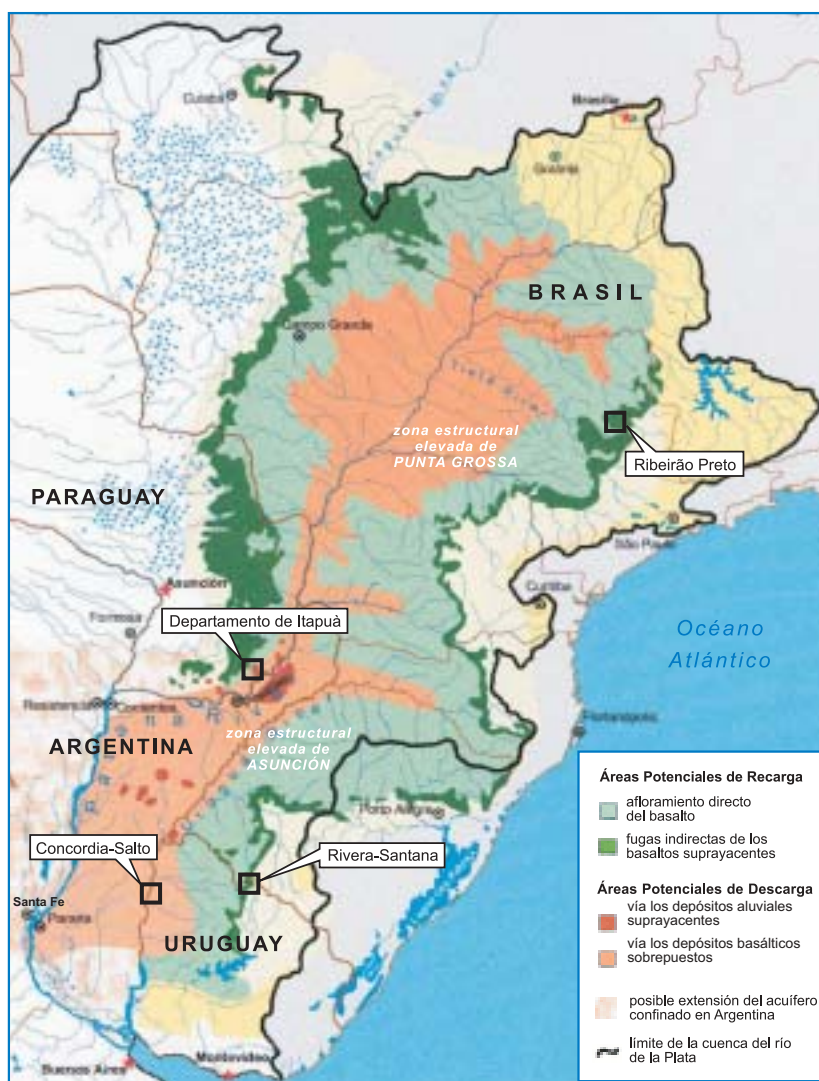 Cuiabá
Brasilia
Goiânia
BRASIL
Campo Grande
Tietê River
zona estructural
elevada de
PUNTA GROSSA
Ribeirão Preto
PARAGUAY
São Paulo
Asunción
Curitiba
Formosa
Departamento de Itapuà
Océano
Atlántico
Resistencia
Corrientes
Florianópolis
ARGENTINA
zona estructural
elevada de
ASUNCIÓN
Porto Alegre
Concordia-Salto
Rivera-Santana
Santa Fe
Paraná
URUGUAY
Buenos Aires
Montevideo
Áreas Potenciales de Recarga
afloramiento directo
del basalto
fugas indirectas de los
basaltos suprayacentes
Áreas Potenciales de Descarga
vía los depósitos aluviales
suprayacentes
vía los depósitos basálticos
sobrepuestos
posible extensión del acuífero
confinado en Argentina
límite de la cuenca del río
de la Plata